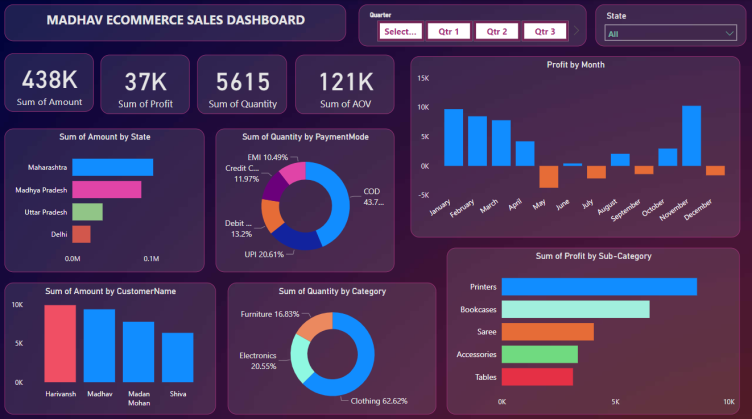 MADHAV ECOMMERCE SALES DASHBOARD
Quarter
Select...
Qtr 1
Qtr 2
Qtr 3
State
All
438K
Sum of Amount
37K
Sum of Profit
5615
Sum of Quantity
121K
Sum of AOV
Profit by Month
15K
10K
5K
0K
-5K
January
February
March
April
May
June
July
August
September
October
November
December
Sum of Amount by State
Maharashtra
Madhya Pradesh
Uttar Pradesh
Delhi
0.0M
0.1M
Sum of Quantity by PaymentMode
EMI 10.49%
Credit C...
11.97%
Debit ...
13.2%
UPI 20.61%
COD
43.7...
Sum of Amount by CustomerName
10K
5K
0K
Harivansh
Madhav
Madan
Mohan
Shiva
Sum of Quantity by Category
Furniture 16.83%
Electronics
20.55%
Clothing 62.62%
Sum of Profit by Sub-Category
Printers
Bookcases
Saree
Accessories
Tables
0K
5K
10K